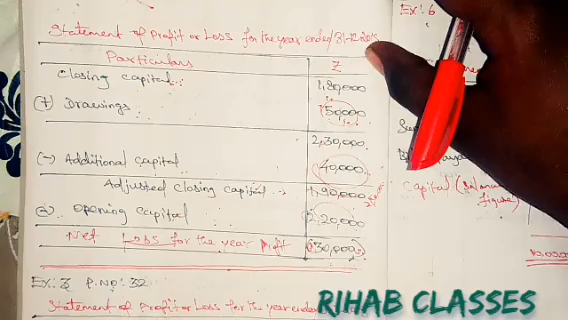 Ex: 6
Statement of Profit or Loss for the year ended 31-12-2015
Particulars ₹
Closing capital 1,80,000
(+) Drawings 50,000
2,30,000.
(-) Additional capital 40,000
Adjusted closing capital 1,90,000
(-) Opening capital 2,20,000
Net Loss for the year Profit (30,000)
Ex: 7 P.No: 32
Statement of Profit or Loss for the year ended
Capital (Balancing
figure)
RIHAB CLASSES